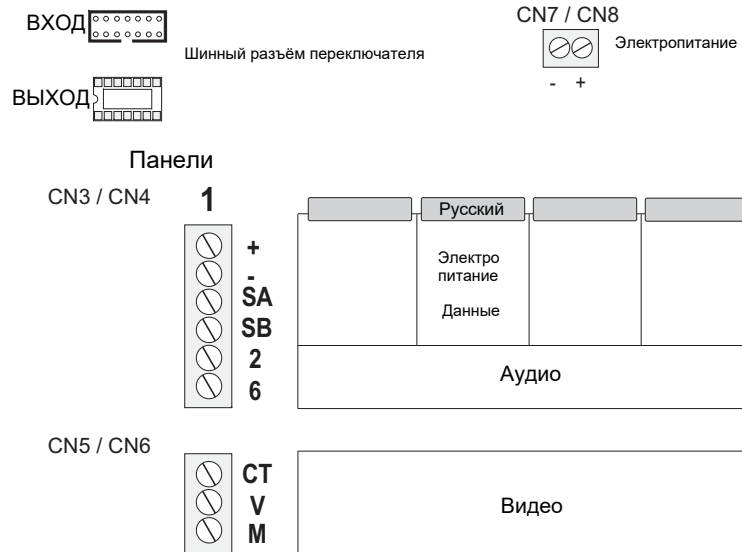 ВХОД
Шинный разъём переключателя
ВЫХОД
CN7 / CN8
Электропитание
- +
Панели
CN3 / CN4
1
Русский
+
-
SA
SB
2
6
Электро
питание
Данные
Аудио
CN5 / CN6
CT
V
M
Видео